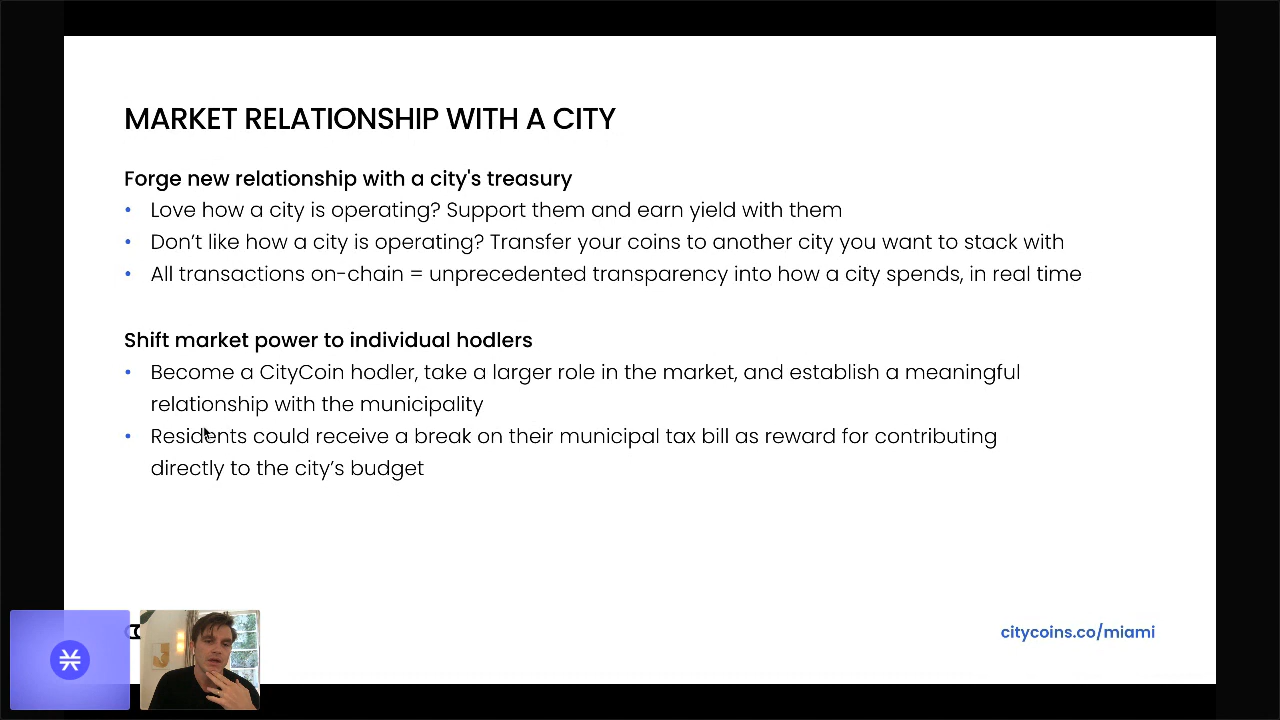 MARKET RELATIONSHIP WITH A CITY
Forge new relationship with a city's treasury
• Love how a city is operating? Support them and earn yield with them
• Don’t like how a city is operating? Transfer your coins to another city you want to stack with
• All transactions on-chain = unprecedented transparency into how a city spends, in real time
Shift market power to individual hodlers
• Become a CityCoin hodler, take a larger role in the market, and establish a meaningful
relationship with the municipality
• Residents could receive a break on their municipal tax bill as reward for contributing
directly to the city’s budget
citycoins.co/miami